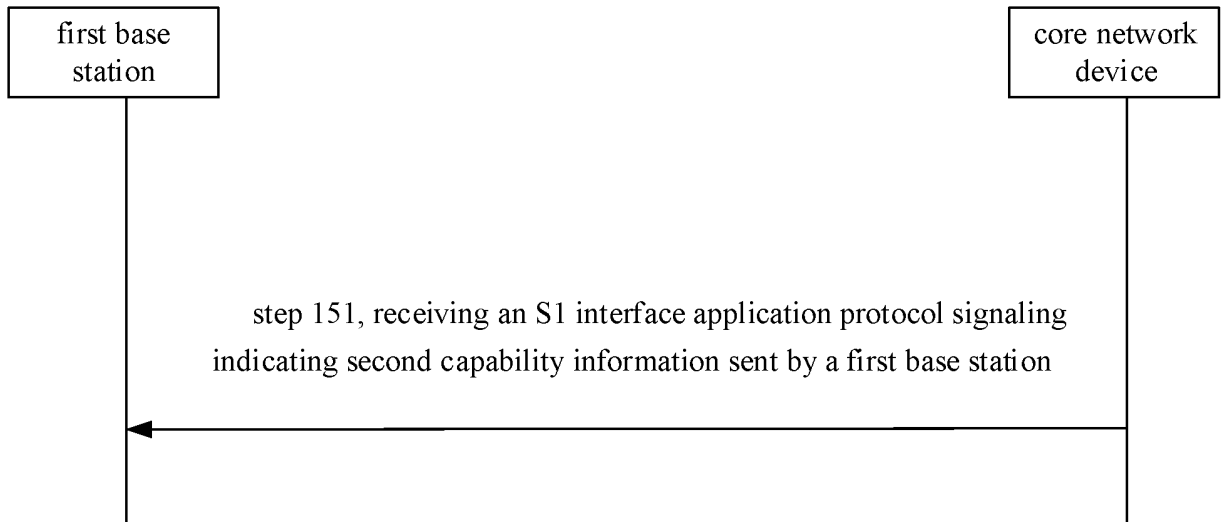 first base
station
core network
device
step 151, receiving an S1 interface application protocol signaling
indicating second capability information sent by a first base station